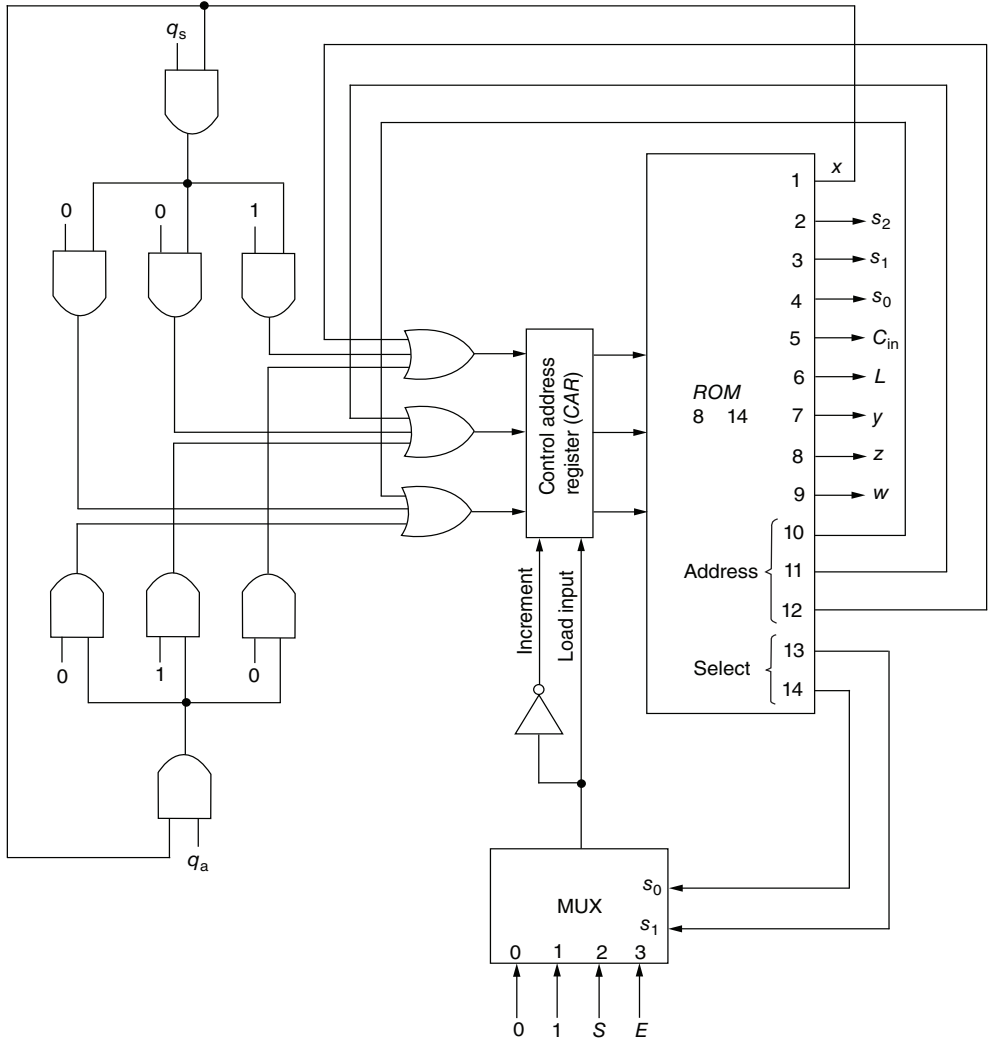 q_s
0
0
1
0
1
0
q_a
Control address
register (CAR)
Increment
Load input
ROM
8 14
1
x
2
s_2
3
s_1
4
s_0
5
C_in
6
L
7
y
8
z
9
w
10
Address
11
12
13
Select
14
MUX
s_0
s_1
0 1 2 3
0 1 S E